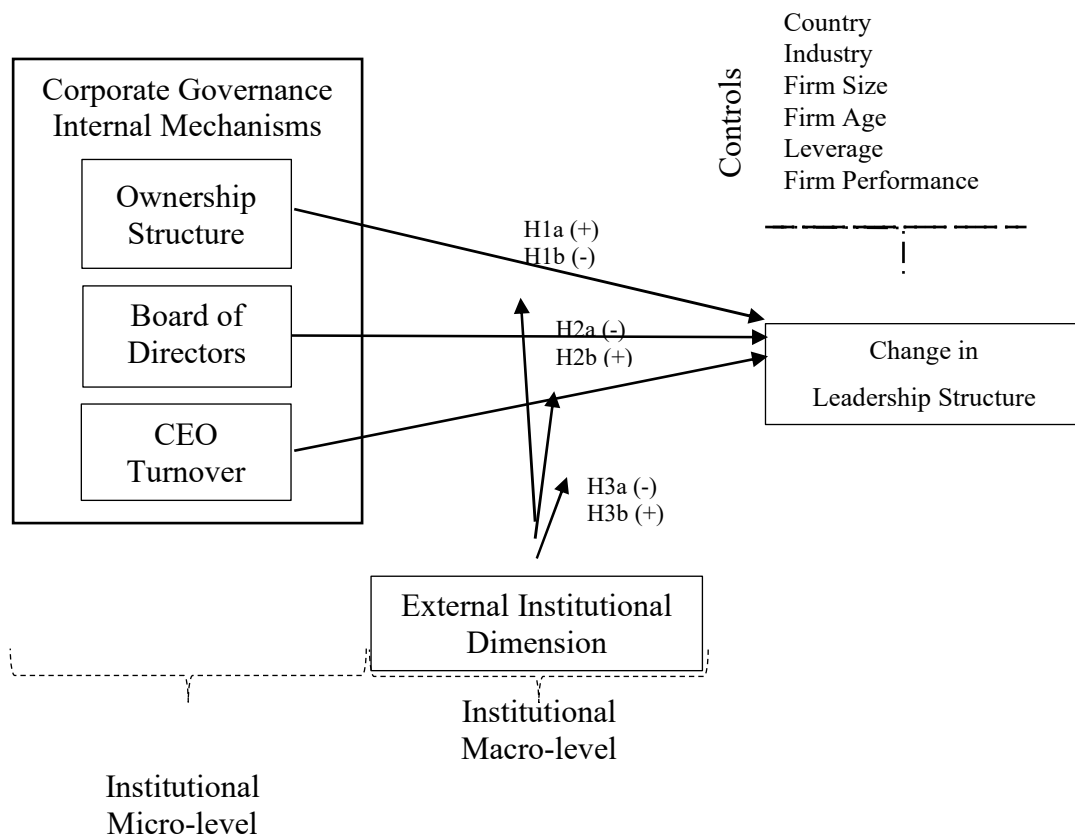 Country
Industry
Firm Size
Firm Age
Leverage
Firm Performance
Controls
Corporate Governance
Internal Mechanisms
Ownership
Structure
Board of
Directors
CEO
Turnover
H1a (+)
H1b (-)
H2a (-)
H2b (+)
H3a (-)
H3b (+)
Change in
Leadership Structure
External Institutional
Dimension
Institutional
Macro-level
Institutional
Micro-level